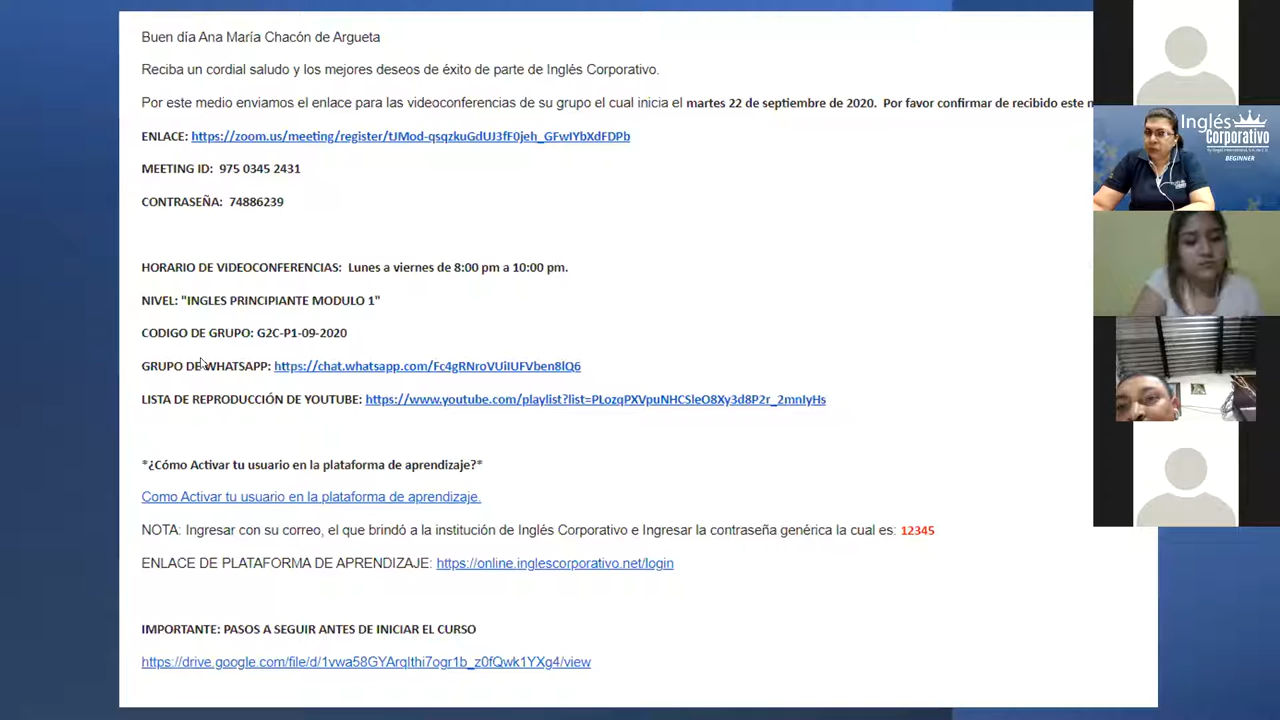 Buen día Ana María Chacón de Argueta
Reciba un cordial saludo y los mejores deseos de éxito de parte de Inglés Corporativo.
Por este medio enviamos el enlace para las videoconferencias de su grupo el cual inicia el martes 22 de septiembre de 2020. Por favor confirmar de recibido este
ENLACE: https://zoom.us/meeting/register/tJMod-qsqzkuGdUJ3fF0jeh_GFwIYbXdFDPb
MEETING ID: 975 0345 2431
CONTRASEÑA: 74886239
HORARIO DE VIDEOCONFERENCIAS: Lunes a viernes de 8:00 pm a 10:00 pm.
NIVEL: "INGLES PRINCIPIANTE MODULO 1"
CODIGO DE GRUPO: G2C-P1-09-2020
GRUPO DE WHATSAPP: https://chat.whatsapp.com/Fc4gRNroVUiIUFVben8lQ6
LISTA DE REPRODUCCIÓN DE YOUTUBE: https://www.youtube.com/playlist?list=PLozqPXVpuNHCSleO8Xy3d8P2r_2mnIyHs
*¿Cómo Activar tu usuario en la plataforma de aprendizaje?*
Como Activar tu usuario en la plataforma de aprendizaje.
NOTA: Ingresar con su correo, el que brindó a la institución de Inglés Corporativo e Ingresar la contraseña genérica la cual es: 12345
ENLACE DE PLATAFORMA DE APRENDIZAJE: https://online.inglescorporativo.net/login
IMPORTANTE: PASOS A SEGUIR ANTES DE INICIAR EL CURSO
https://drive.google.com/file/d/1vwa58GYArqIthi7ogr1b_z0fQwk1YXg4/view
Inglés
Corporativo
BEGINNER